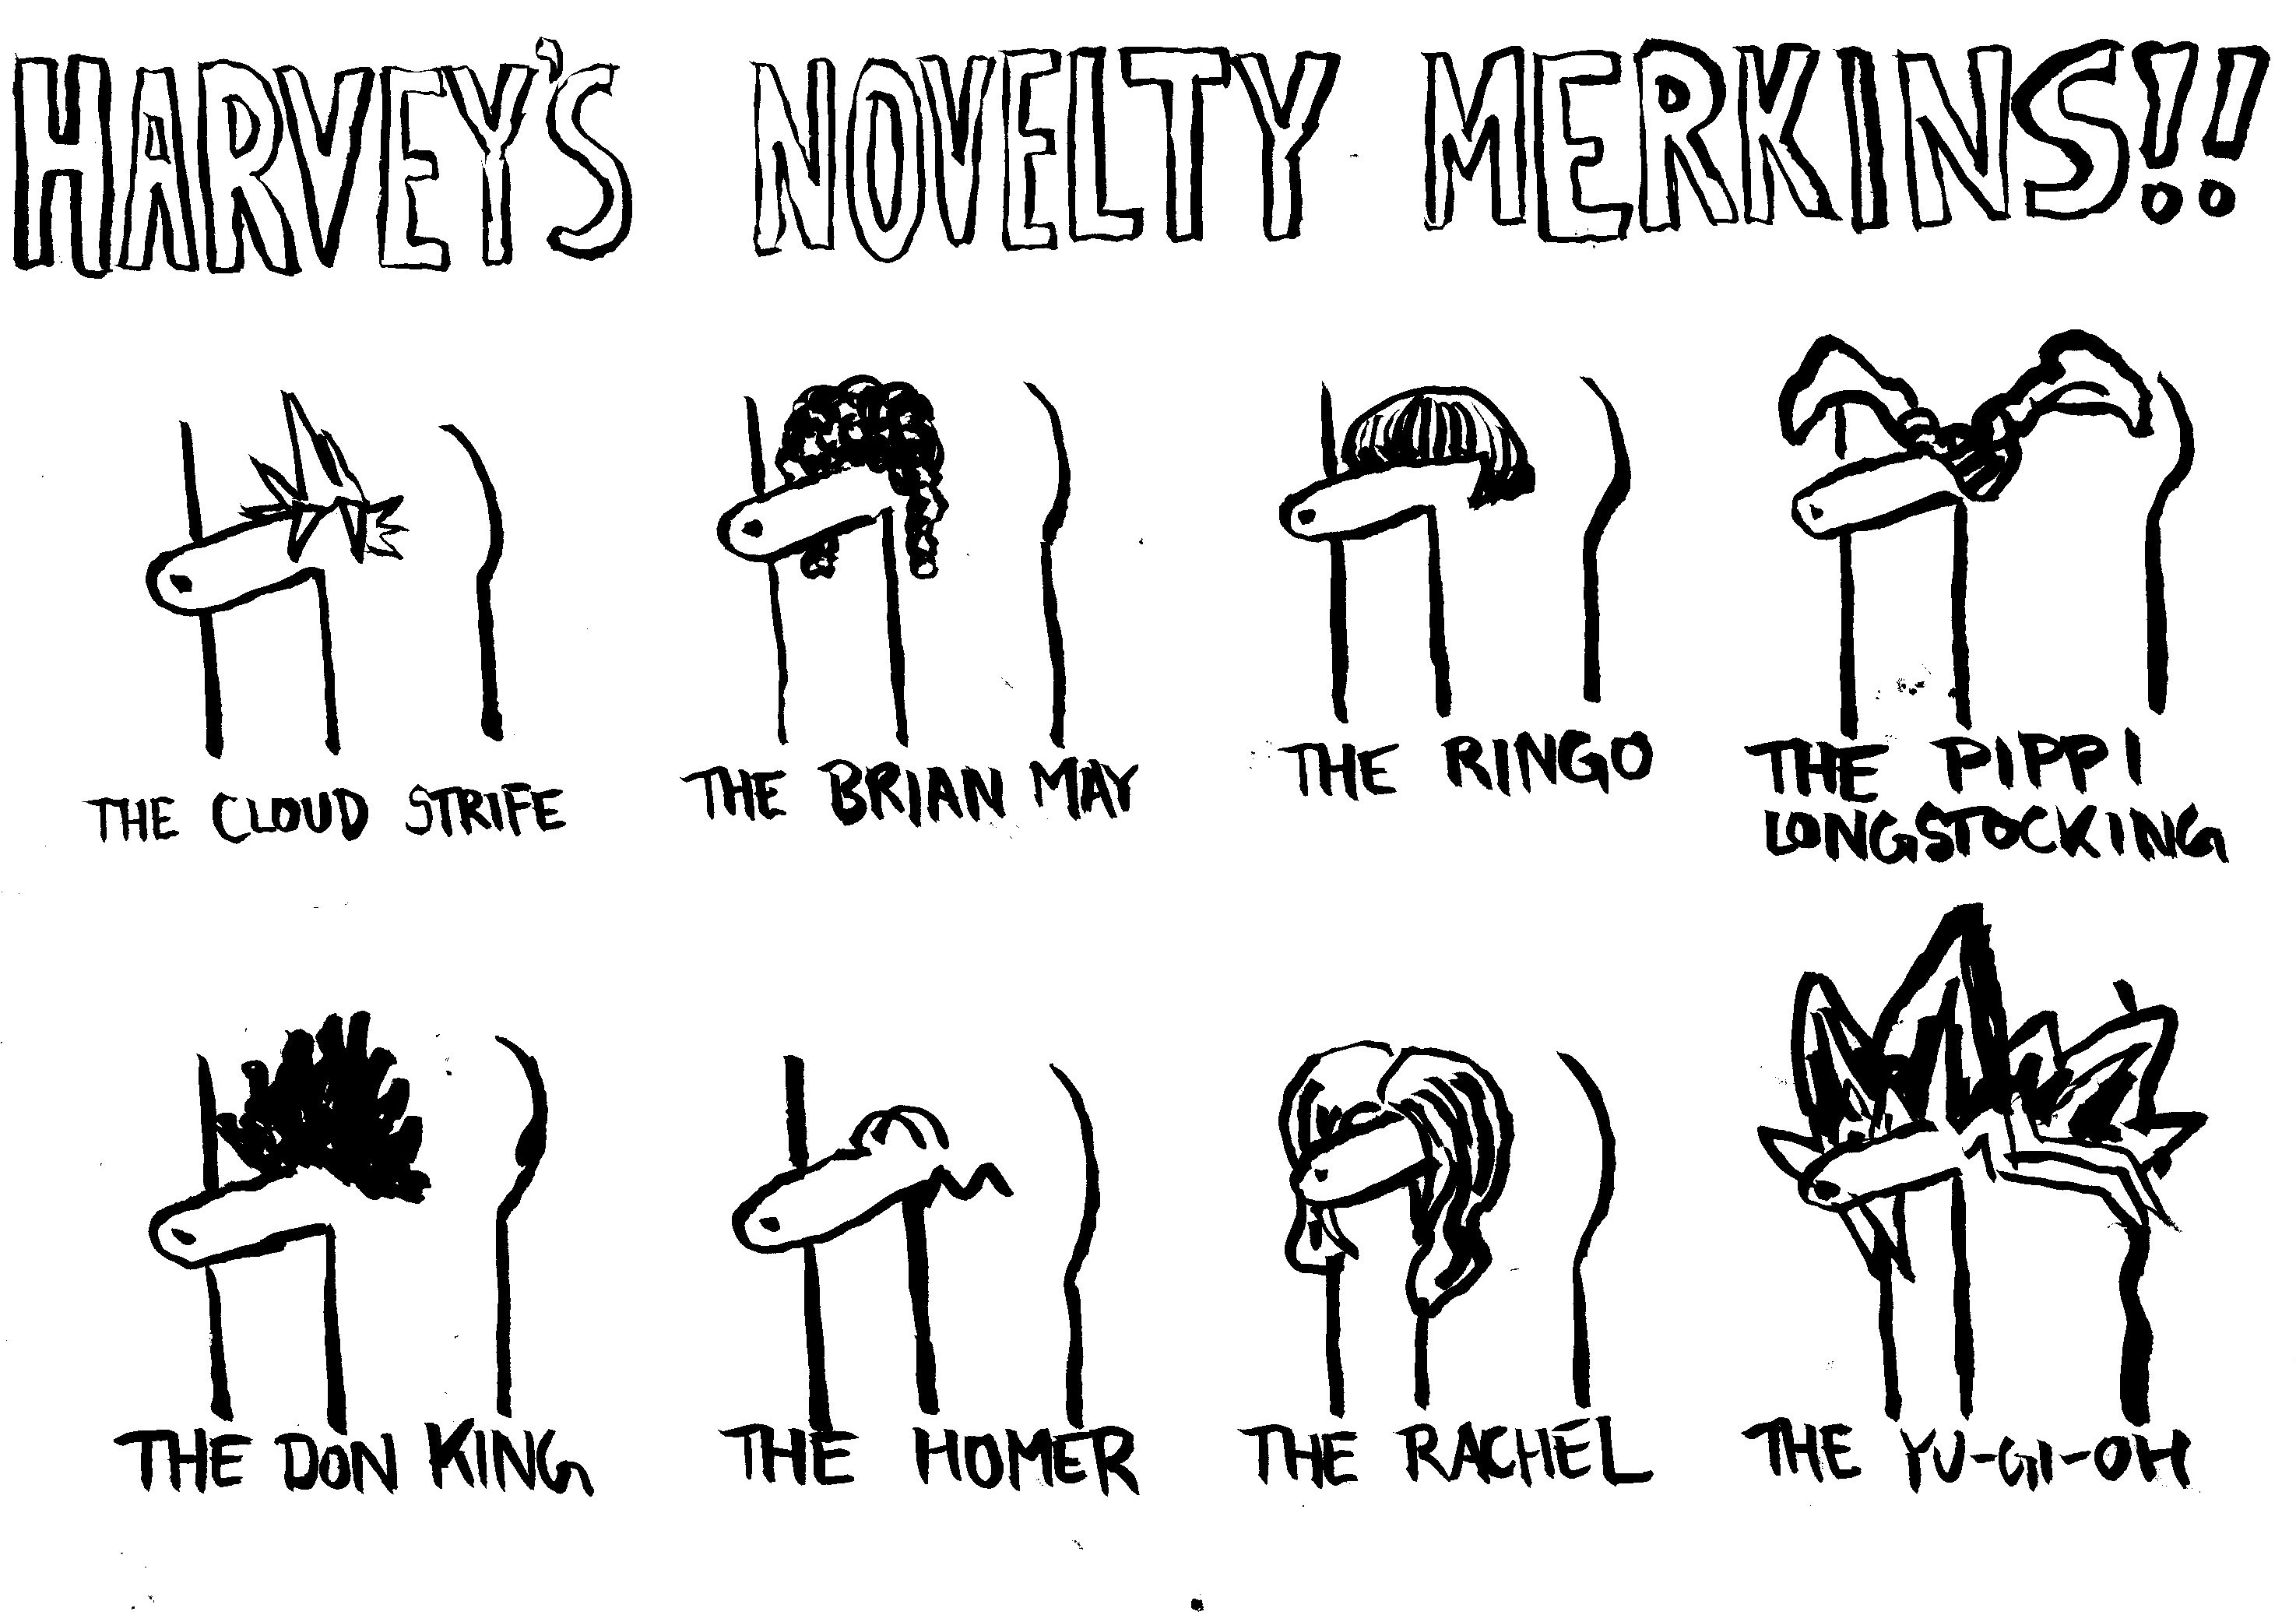 HARVEY'S NOVELTY MERKINS!!
THE CLOUD STRIFE
THE BRIAN MAY
THE RINGO
THE PIPPI
LONGSTOCKING
THE DON KING
THE HOMER
THE RACHEL
THE YU-GI-OH